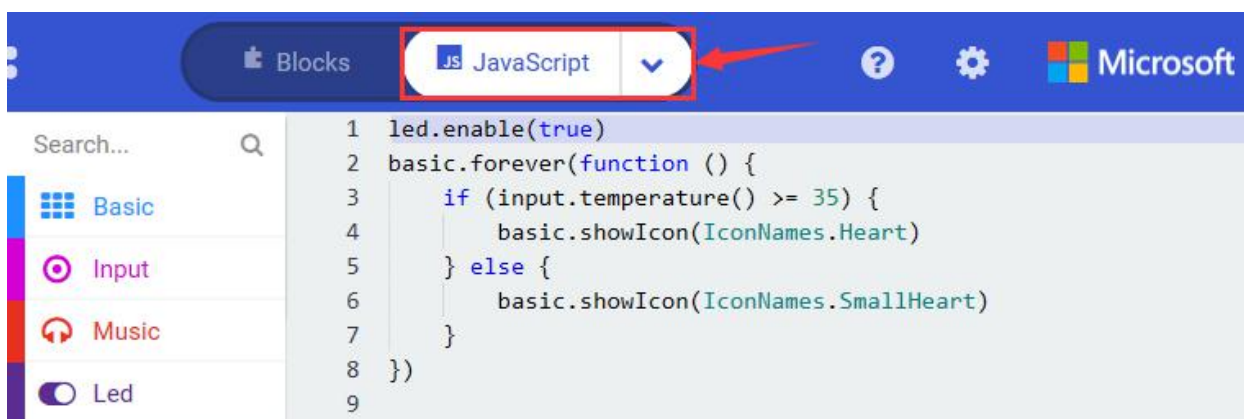 Blocks
JS JavaScript
?
Microsoft
Search...
Basic
Input
Music
Led
1 led.enable(true)
2 basic.forever(function () {
3     if (input.temperature() >= 35) {
4         basic.showIcon(IconNames.Heart)
5     } else {
6         basic.showIcon(IconNames.SmallHeart)
7     }
8 })
9